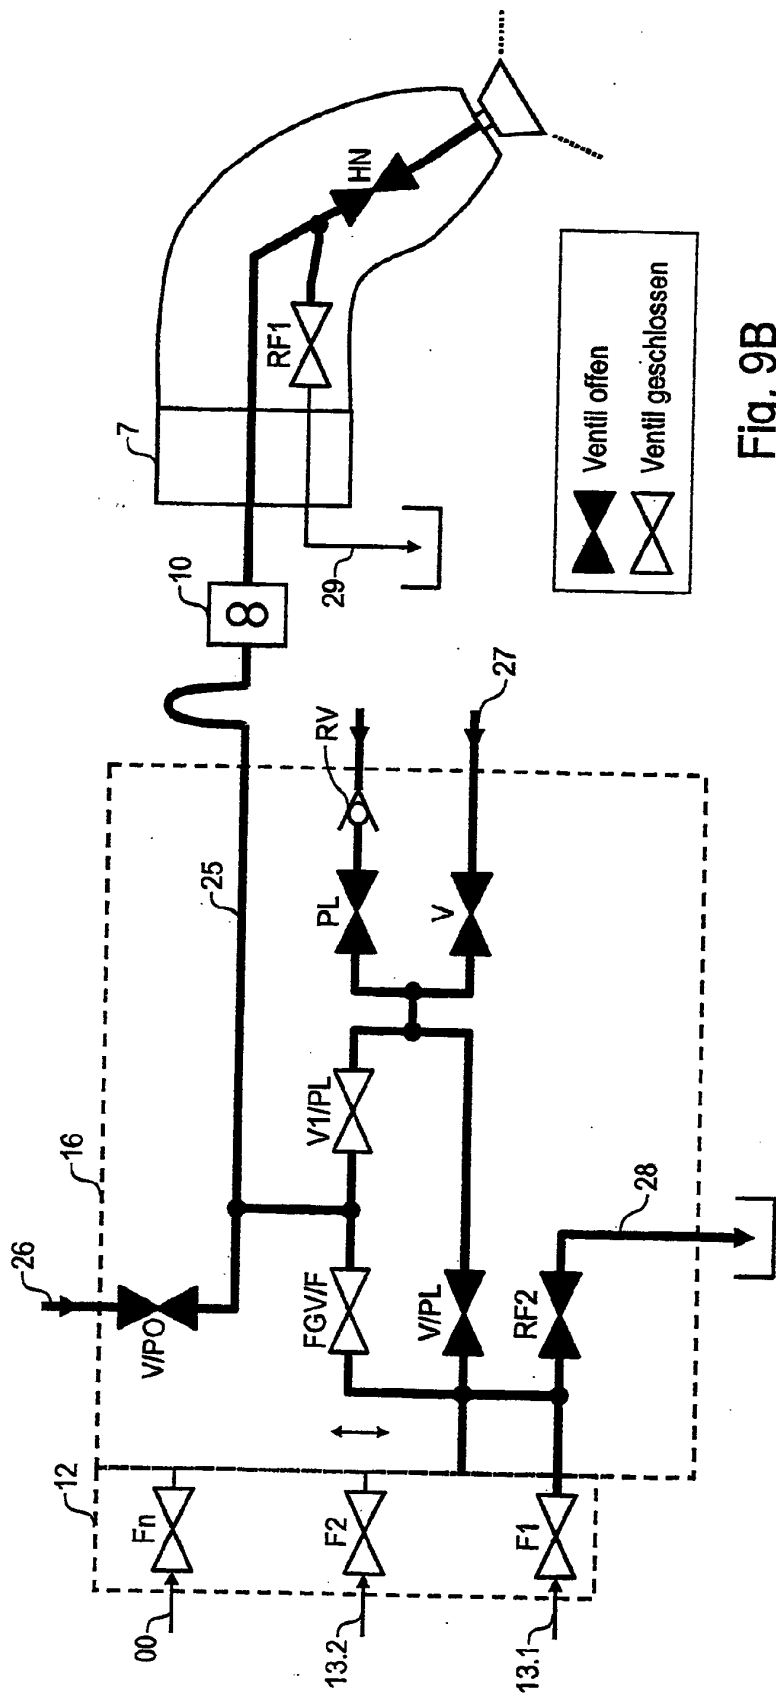 7
10
HN
RF1
29
RV
27
25
PL
V
16
26
V/PO
V1/PL
FGV/F
V/PL
RF2
28
12
Fn
F2
F1
00
13.2
13.1
Ventil offen
Ventil geschlossen
Fig. 9B